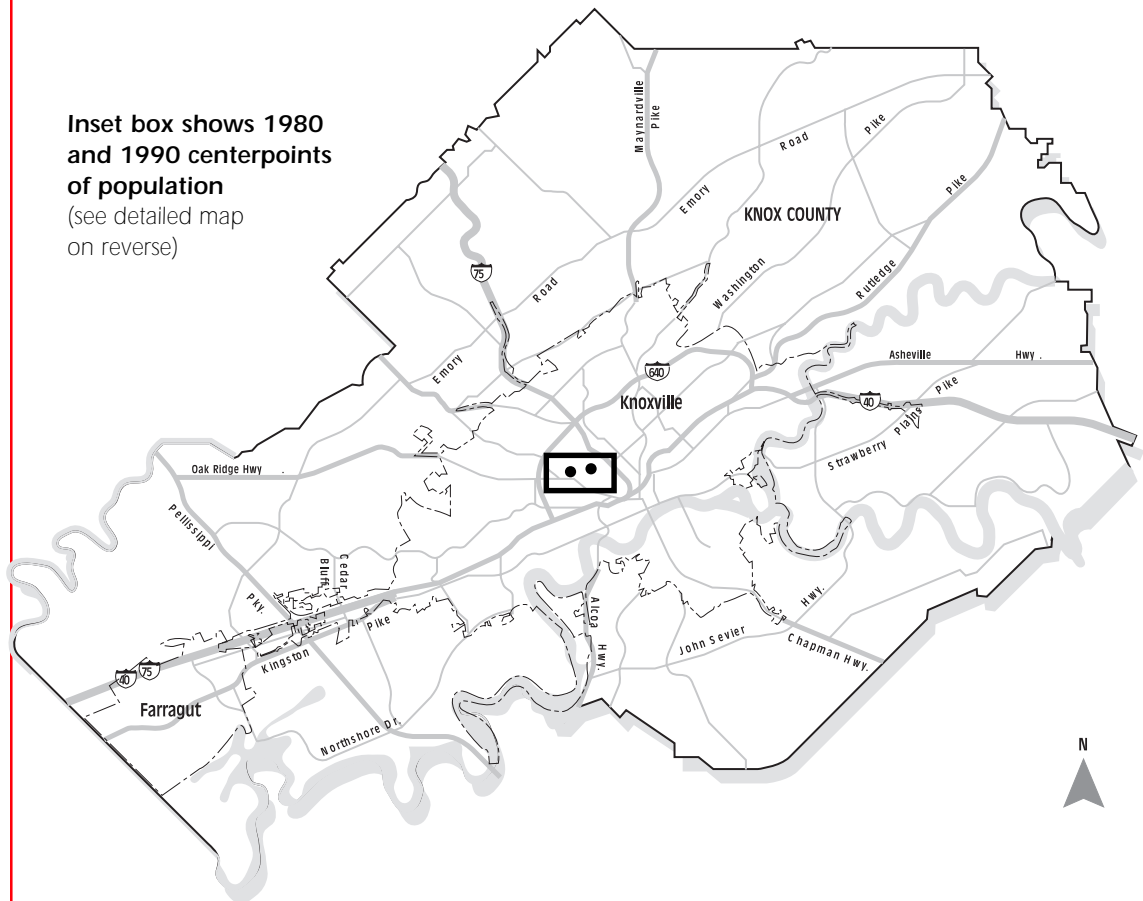 Inset box shows 1980
and 1990 centerpoints
of population
(see detailed map
on reverse)
Maynardville
Pike
Emory
Road
Pike
KNOX COUNTY
Pike
Washington
Rutledge
75
Emory
Road
640
Knoxville
Asheville
Hwy.
40
Strawberry
Plains
Pike
Oak Ridge Hwy.
Pellissippi
Pky.
Cedar
Bluff
Kingston
Pike
40
75
Farragut
Northshore Dr.
Alcoa
Hwy.
John Sevier
Hwy.
Chapman Hwy.
N